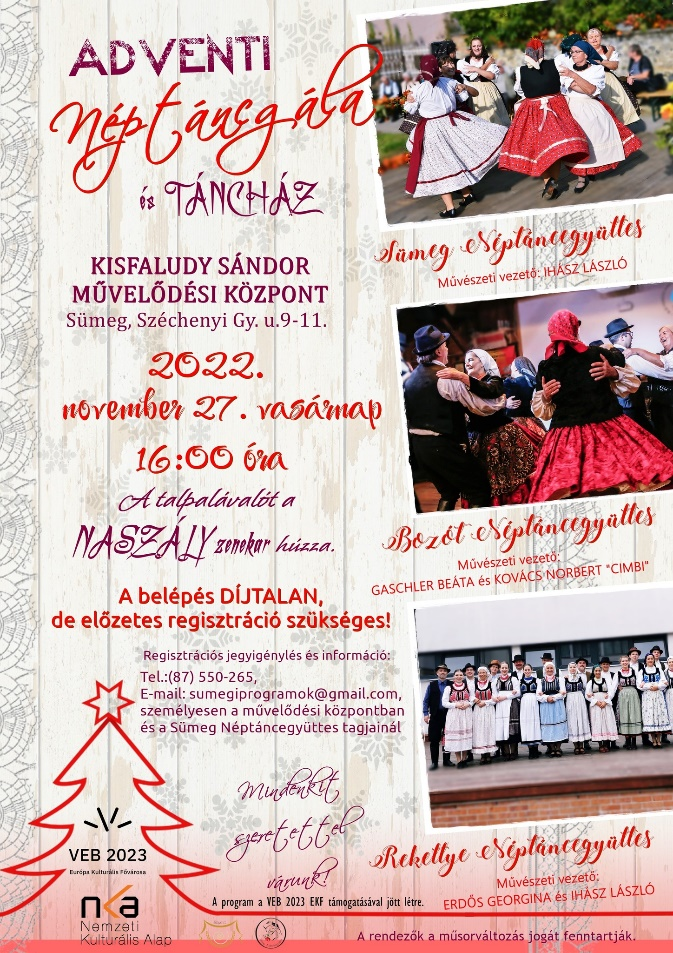 ADVENTI
Néptáncgála
és TÁNCHÁZ
KISFALUDY SÁNDOR
MŰVELŐDÉSI KÖZPONT
Sümeg, Széchenyi Gy. u.9-11.
2022.
november 27. vasárnap
16:00 óra
A talpalávalót a
NASZÁLY zenekar húzza.
A belépés DÍJTALAN,
de előzetes regisztráció szükséges!
Regisztrációs jegyigénylés és információ:
Tel.:(87) 550-265,
E-mail: sumegiprogramok@gmail.com,
személyesen a művelődési központban
és a Sümeg Néptáncegyüttes tagjainál
Mindenkit
szeretettel
várunk!
Sümeg Néptáncegyüttes
Művészeti vezető: IHÁSZ LÁSZLÓ
Bozót Néptáncegyüttes
Művészeti vezető:
GASCHLER BEÁTA és KOVÁCS NORBERT "CIMBI"
Rekettye Néptáncegyüttes
Művészeti vezető:
ERDŐS GEORGINA és IHÁSZ LÁSZLÓ
VEB 2023
Európa Kulturális Fővárosa
nka
Nemzeti
Kulturális Alap
A program a VEB 2023 EKF támogatásával jött létre.
A rendezők a műsorváltozás jogát fenntartják.